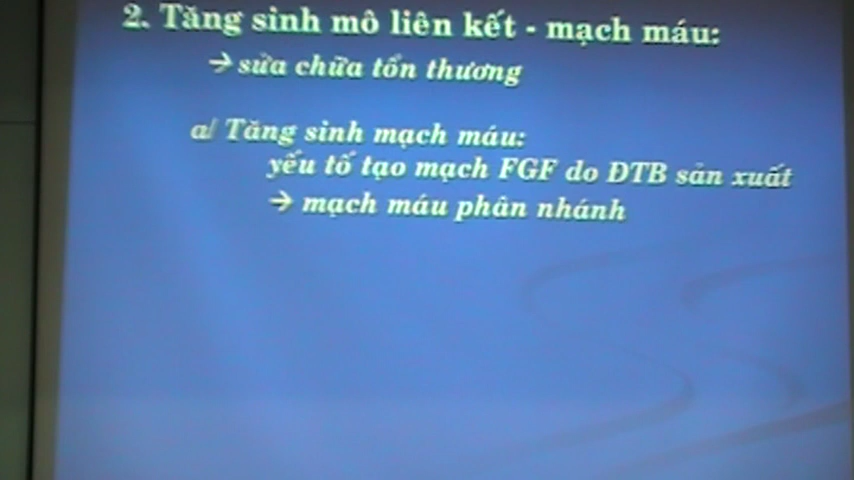 2. Tăng sinh mô liên kết - mạch máu:
→ sửa chữa tổn thương
a/ Tăng sinh mạch máu:
yếu tố tạo mạch FGF do ĐTB sản xuất
→ mạch máu phân nhánh